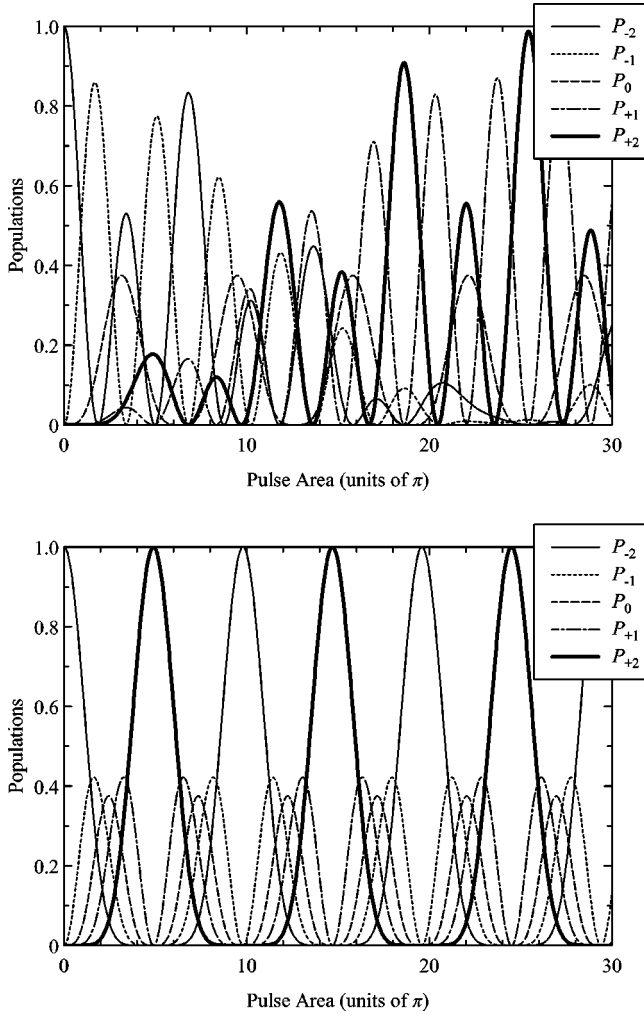 1.0
0.8
0.6
0.4
0.2
0
Populations
0
10
20
30
Pulse Area (units of π)
P-2
P-1
P0
P+1
P+2
1.0
0.8
0.6
0.4
0.2
0
Populations
0
10
20
30
Pulse Area (units of π)
P-2
P-1
P0
P+1
P+2